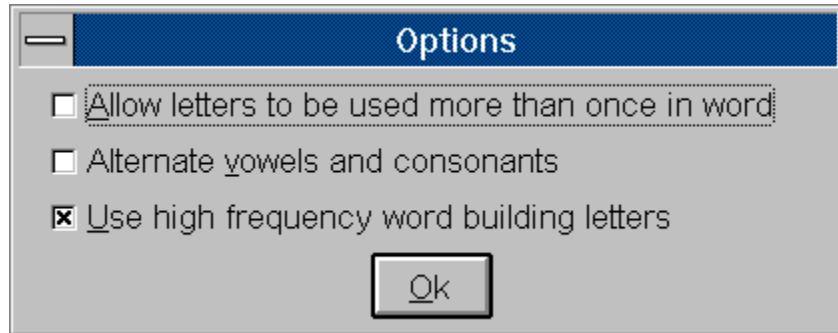 Options
Allow letters to be used more than once in word
Alternate vowels and consonants
Use high frequency word building letters
Ok